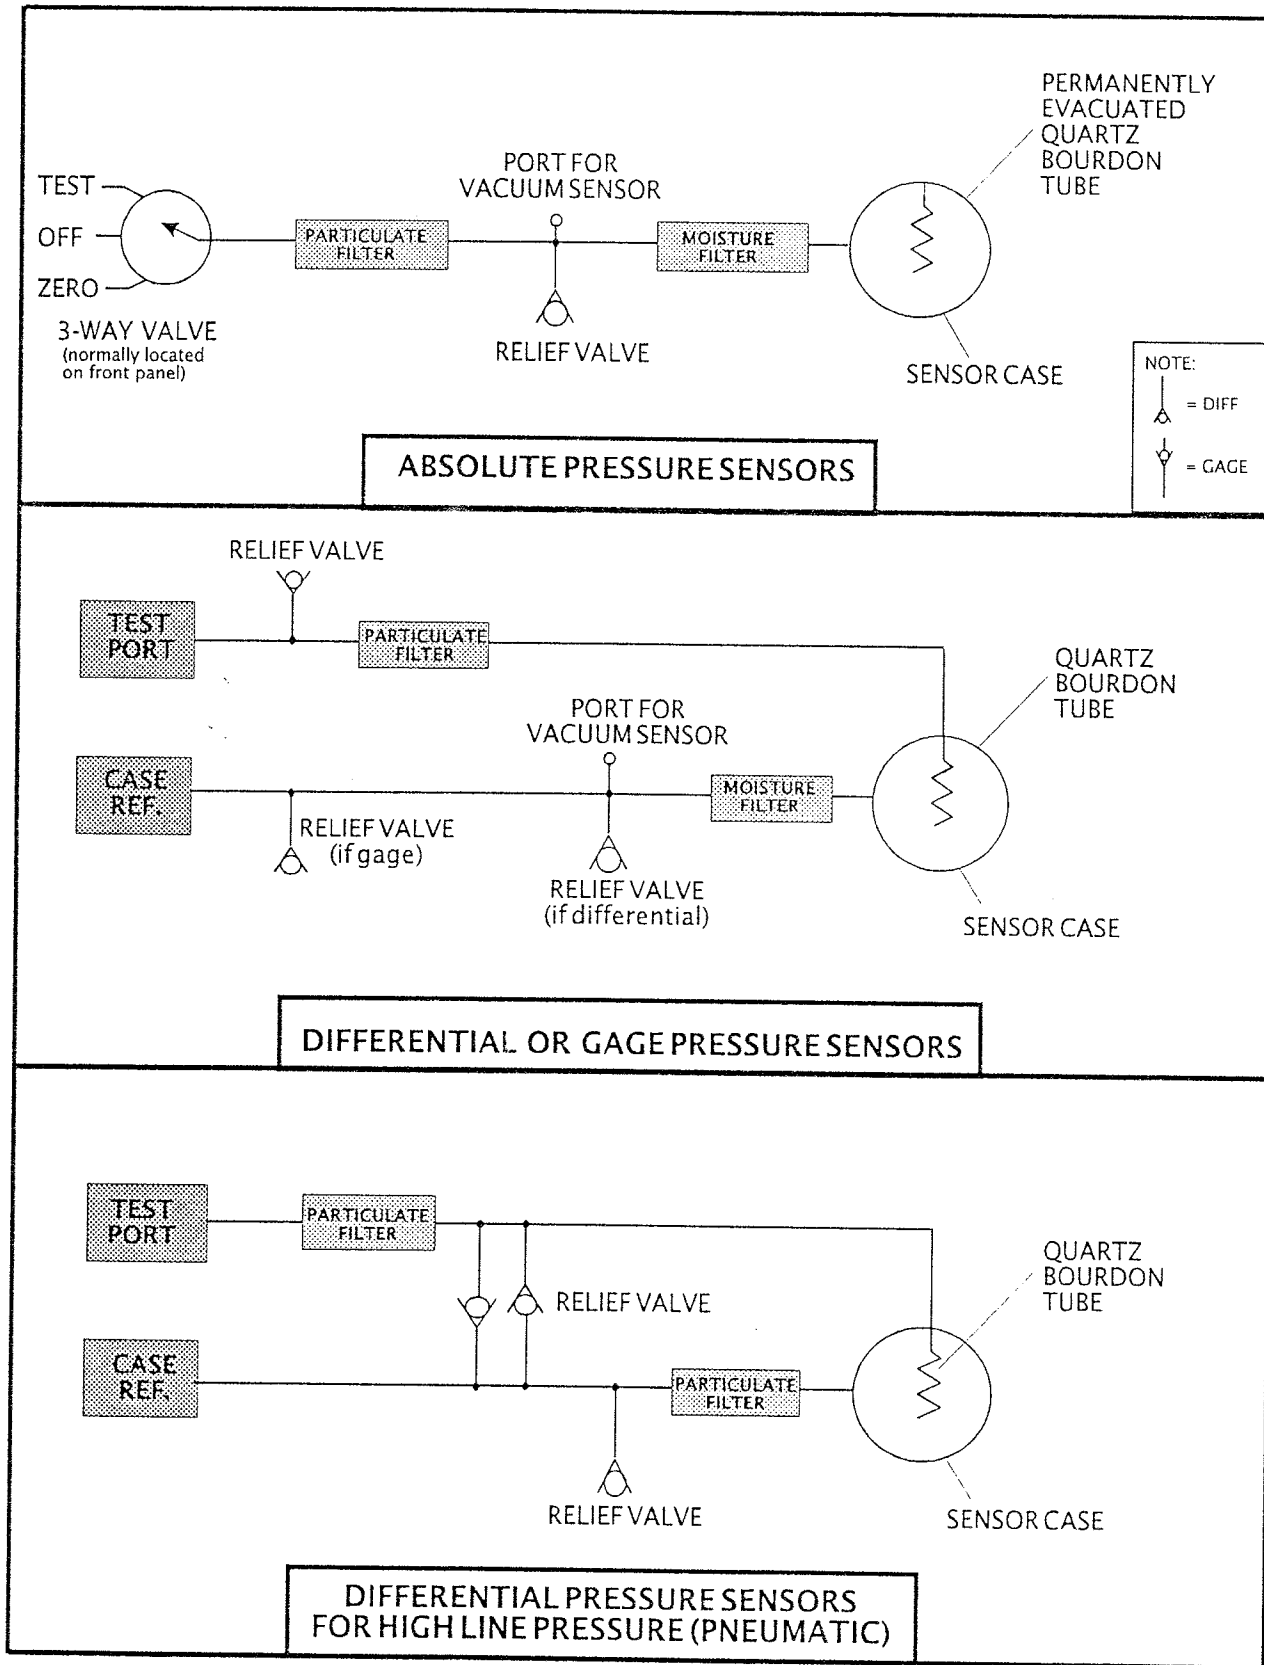 PERMANENTLY
EVACUATED
QUARTZ
BOURDON
TUBE
PORT FOR
VACUUM SENSOR
TEST
OFF
ZERO
PARTICULATE
FILTER
MOISTURE
FILTER
3-WAY VALVE
(normally located
on front panel)
RELIEF VALVE
SENSOR CASE
NOTE:
= DIFF
= GAGE
ABSOLUTE PRESSURE SENSORS
RELIEF VALVE
TEST
PORT
PARTICULATE
FILTER
QUARTZ
BOURDON
TUBE
PORT FOR
VACUUM SENSOR
CASE
REF.
MOISTURE
FILTER
RELIEF VALVE
(if gage)
RELIEF VALVE
(if differential)
SENSOR CASE
DIFFERENTIAL OR GAGE PRESSURE SENSORS
TEST
PORT
PARTICULATE
FILTER
QUARTZ
BOURDON
TUBE
RELIEF VALVE
CASE
REF.
PARTICULATE
FILTER
RELIEF VALVE
SENSOR CASE
DIFFERENTIAL PRESSURE SENSORS
FOR HIGH LINE PRESSURE (PNEUMATIC)